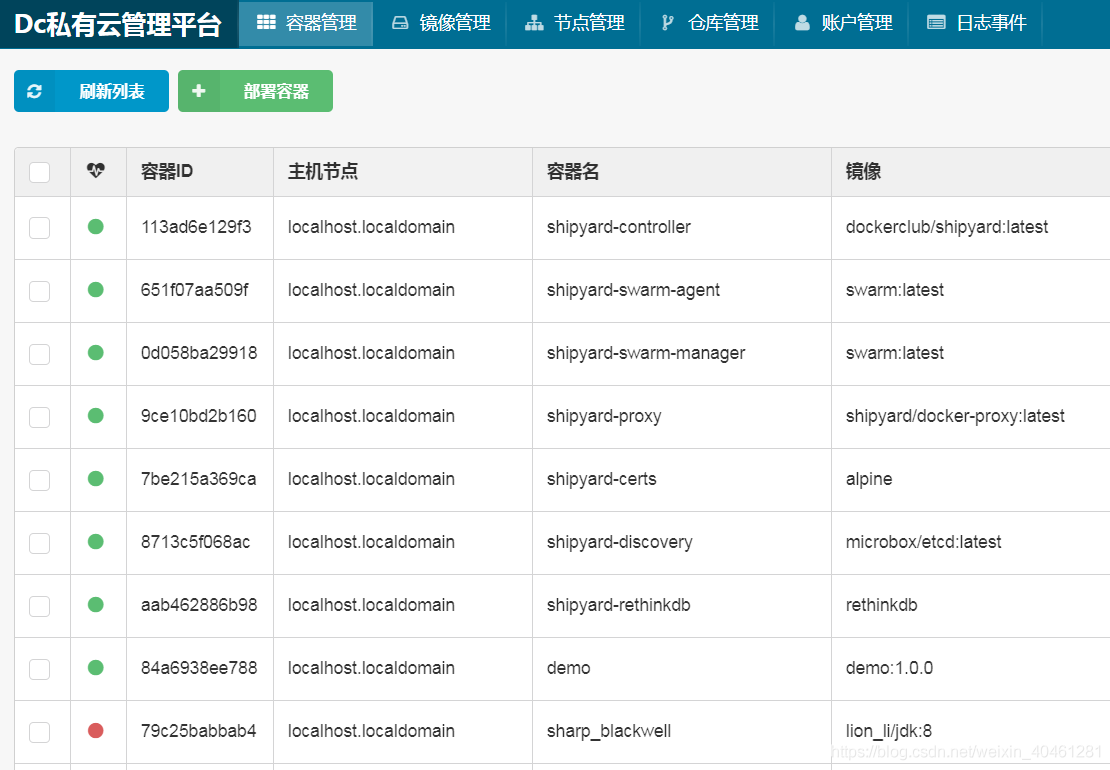 Dc私有云管理平台 容器管理 镜像管理 节点管理 仓库管理 账户管理 日志事件
刷新列表 部署容器
容器ID 主机节点 容器名 镜像
113ad6e129f3 localhost.localdomain shipyard-controller dockerclub/shipyard:latest
651f07aa509f localhost.localdomain shipyard-swarm-agent swarm:latest
0d058ba29918 localhost.localdomain shipyard-swarm-manager swarm:latest
9ce10bd2b160 localhost.localdomain shipyard-proxy shipyard/docker-proxy:latest
7be215a369ca localhost.localdomain shipyard-certs alpine
8713c5f068ac localhost.localdomain shipyard-discovery microbox/etcd:latest
aab462886b98 localhost.localdomain shipyard-rethinkdb rethinkdb
84a6938ee788 localhost.localdomain demo demo:1.0.0
79c25babbab4 localhost.localdomain sharp_blackwell lion_li/jdk:8
https://blog.csdn.net/weixin_40461281